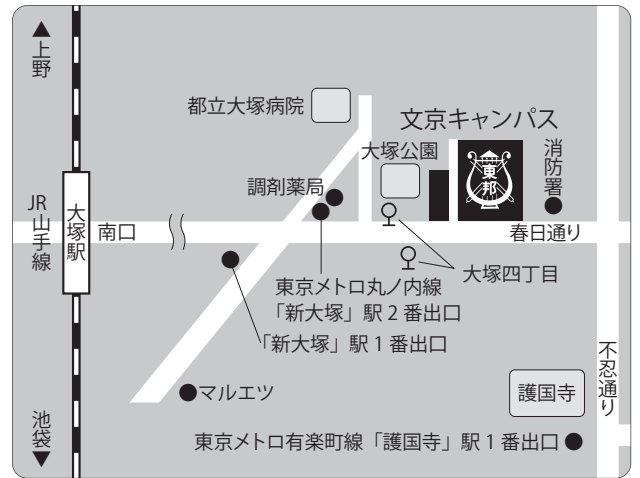 ▲上野
都立大塚病院
文京キャンパス
大塚公園
消防署
東邦
調剤薬局
JR山手線
大塚駅
南口
春日通り
大塚四丁目
東京メトロ丸ノ内線
「新大塚」駅2番出口
「新大塚」駅1番出口
マルエツ
不忍通り
護国寺
池袋▼
東京メトロ有楽町線「護国寺」駅1番出口